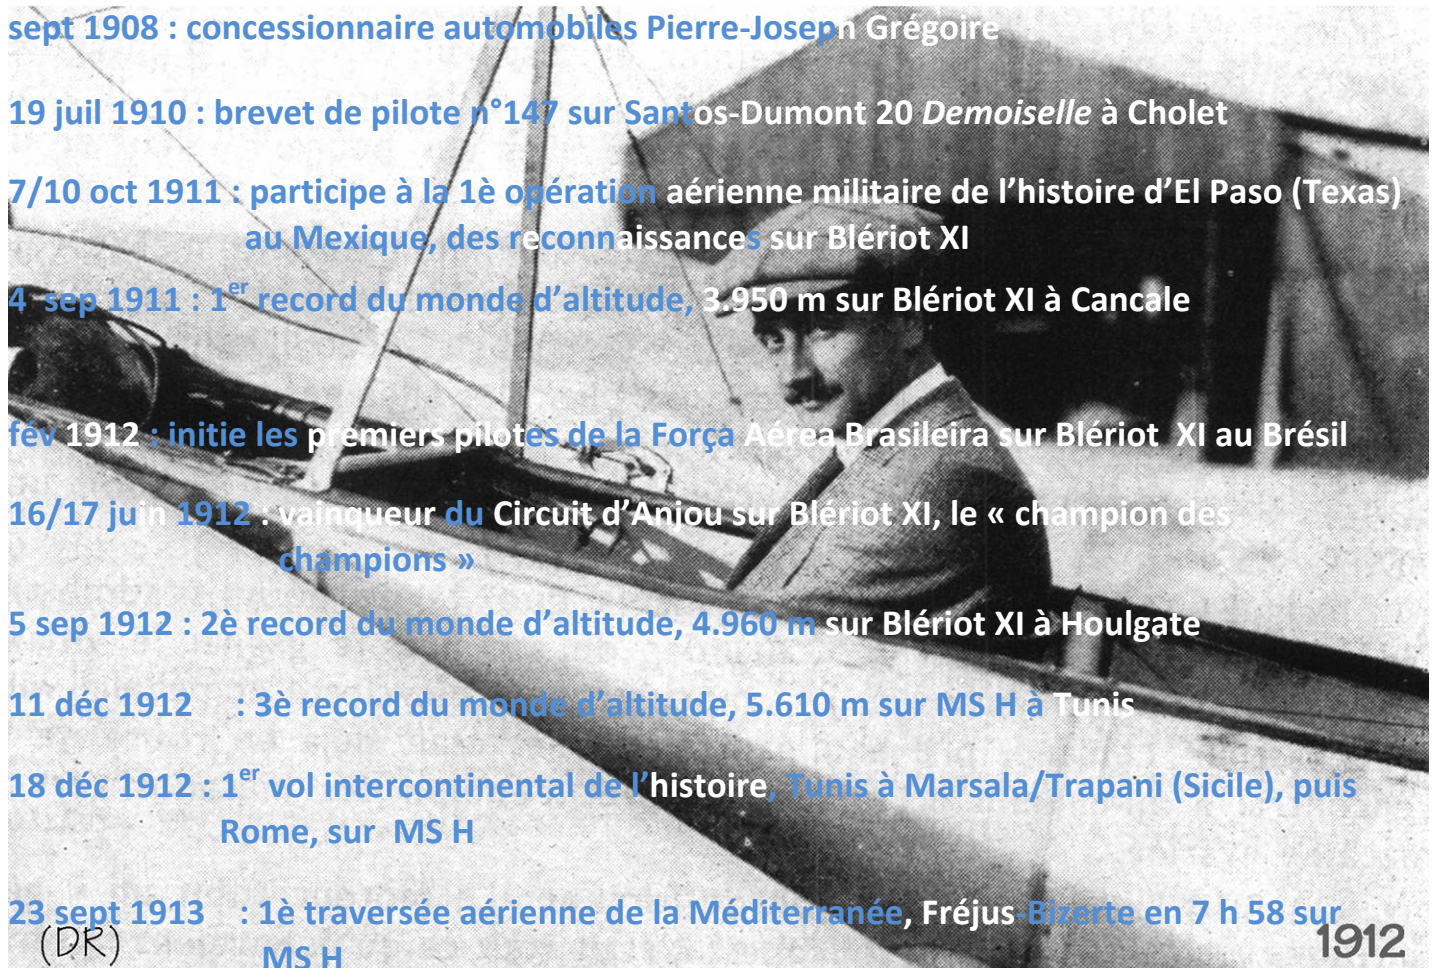 sept 1908 : concessionnaire automobiles Pierre-Joseph Grégoire
19 juil 1910 : brevet de pilote n°147 sur Santos-Dumont 20 Demoiselle à Cholet
7/10 oct 1911 : participe à la 1è opération aérienne militaire de l’histoire d’El Paso (Texas)
au Mexique, des reconnaissances sur Blériot XI
4 sep 1911 : 1er record du monde d’altitude, 3.950 m sur Blériot XI à Cancale
fév 1912 : initie les premiers pilotes de la Força Aérea Brasileira sur Blériot XI au Brésil
16/17 juin 1912 : vainqueur du Circuit d’Anjou sur Blériot XI, le « champion des
champions »
5 sep 1912 : 2è record du monde d’altitude, 4.960 m sur Blériot XI à Houlgate
11 déc 1912 : 3è record du monde d’altitude, 5.610 m sur MS H à Tunis
18 déc 1912 : 1er vol intercontinental de l’histoire, Tunis à Marsala/Trapani (Sicile), puis
Rome, sur MS H
23 sept 1913 : 1è traversée aérienne de la Méditerranée, Fréjus-Bizerte en 7 h 58 sur
MS H
(DR)
1912